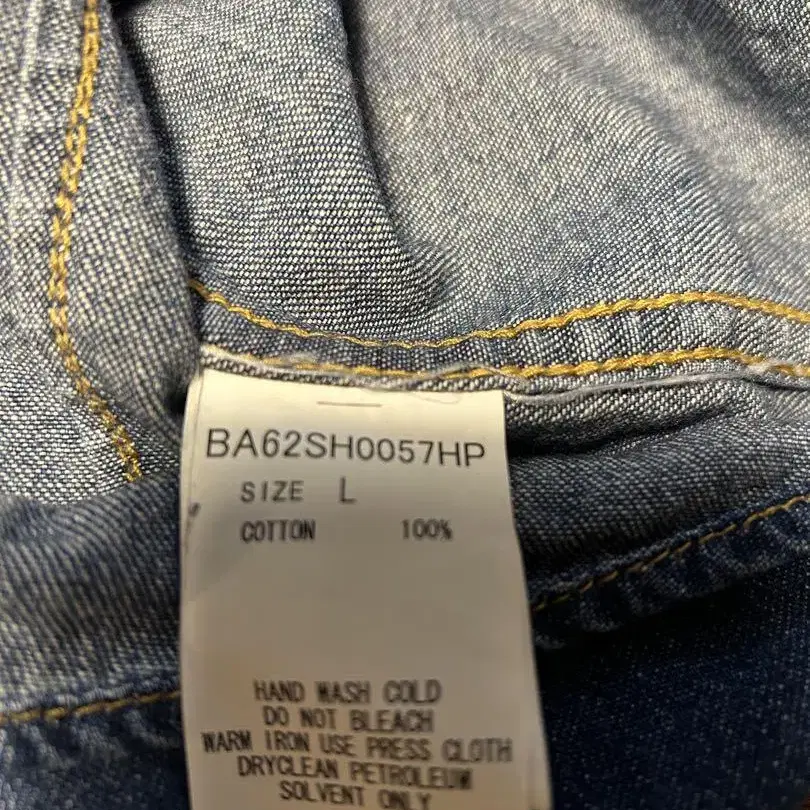 BA62SH0057HP
SIZE L
COTTON 100%
HAND WASH COLD
DO NOT BLEACH
WARM IRON USE PRESS CLOTH
DRYCLEAN PETROLEUM
SOLVENT ONLY